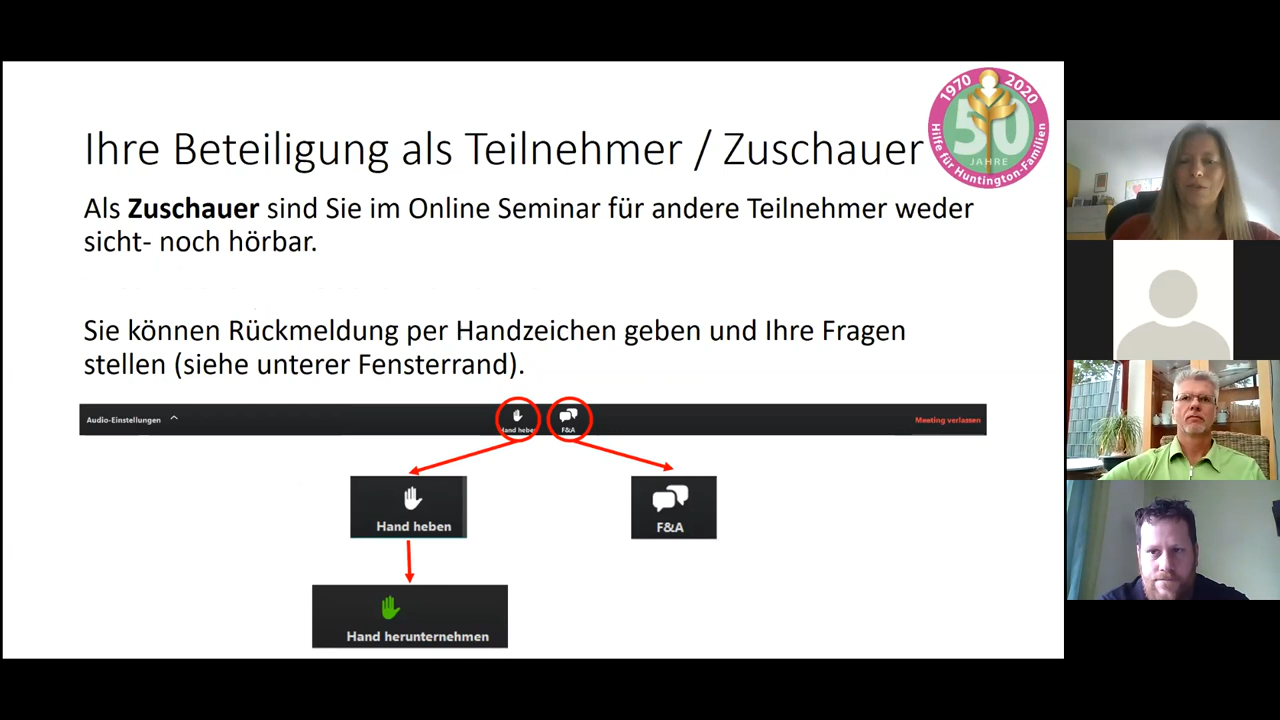 Ihre Beteiligung als Teilnehmer / Zuschauer
1970 2020
50
JAHRE
Hilfe für Huntington-Familien
Als Zuschauer sind Sie im Online Seminar für andere Teilnehmer weder
sicht- noch hörbar.
Sie können Rückmeldung per Handzeichen geben und Ihre Fragen
stellen (siehe unterer Fensterrand).
Audio-Einstellungen
Hand heben
F&A
Meeting verlassen
Hand heben
F&A
Hand herunternehmen